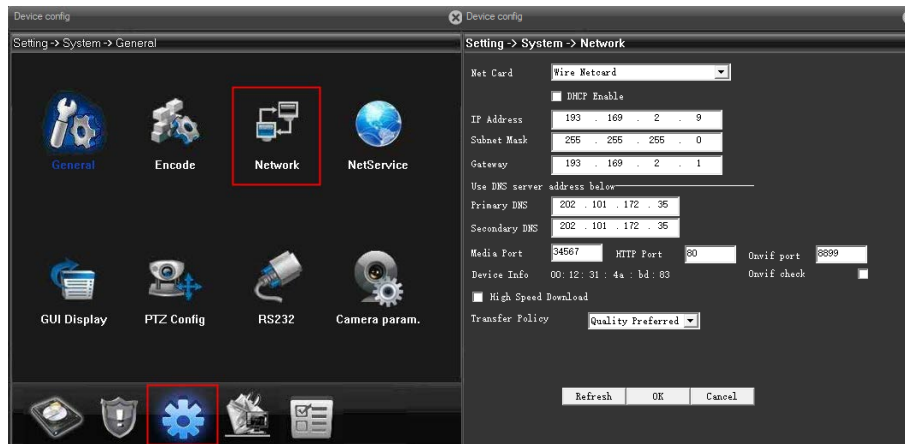 Device config
Setting -> System -> General
General
Encode
Network
NetService
GUI Display
PTZ Config
RS232
Camera param.
Device config
Setting -> System -> Network
Net Card Wire Netcard
DHCP Enable
IP Address 193 . 169 . 2 . 9
Subnet Mask 255 . 255 . 255 . 0
Gateway 193 . 169 . 2 . 1
Use DNS server address below
Primary DNS 202 . 101 . 172 . 35
Secondary DNS 202 . 101 . 172 . 35
Media Port 34567 HTTP Port 80 Onvif port 8899
Device Info 00:12:31:4a:bd:83 Onvif check
High Speed Download
Transfer Policy Quality Preferred
Refresh OK Cancel